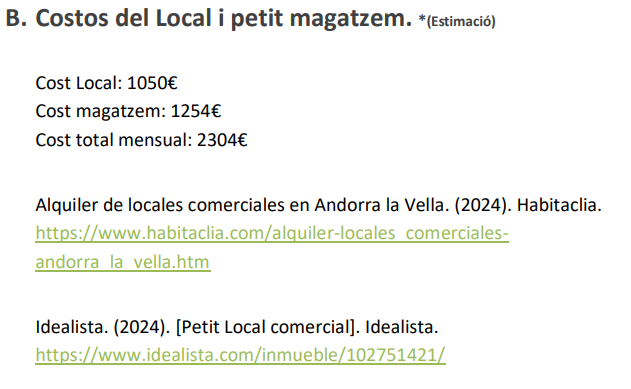 B. Costos del Local i petit magatzem. *(Estimació)
Cost Local: 1050€
Cost magatzem: 1254€
Cost total mensual: 2304€
Alquiler de locales comerciales en Andorra la Vella. (2024). Habitaclia.
https://www.habitaclia.com/alquiler-locales_comerciales-
andorra_la_vella.htm
Idealista. (2024). [Petit Local comercial]. Idealista.
https://www.idealista.com/inmueble/102751421/